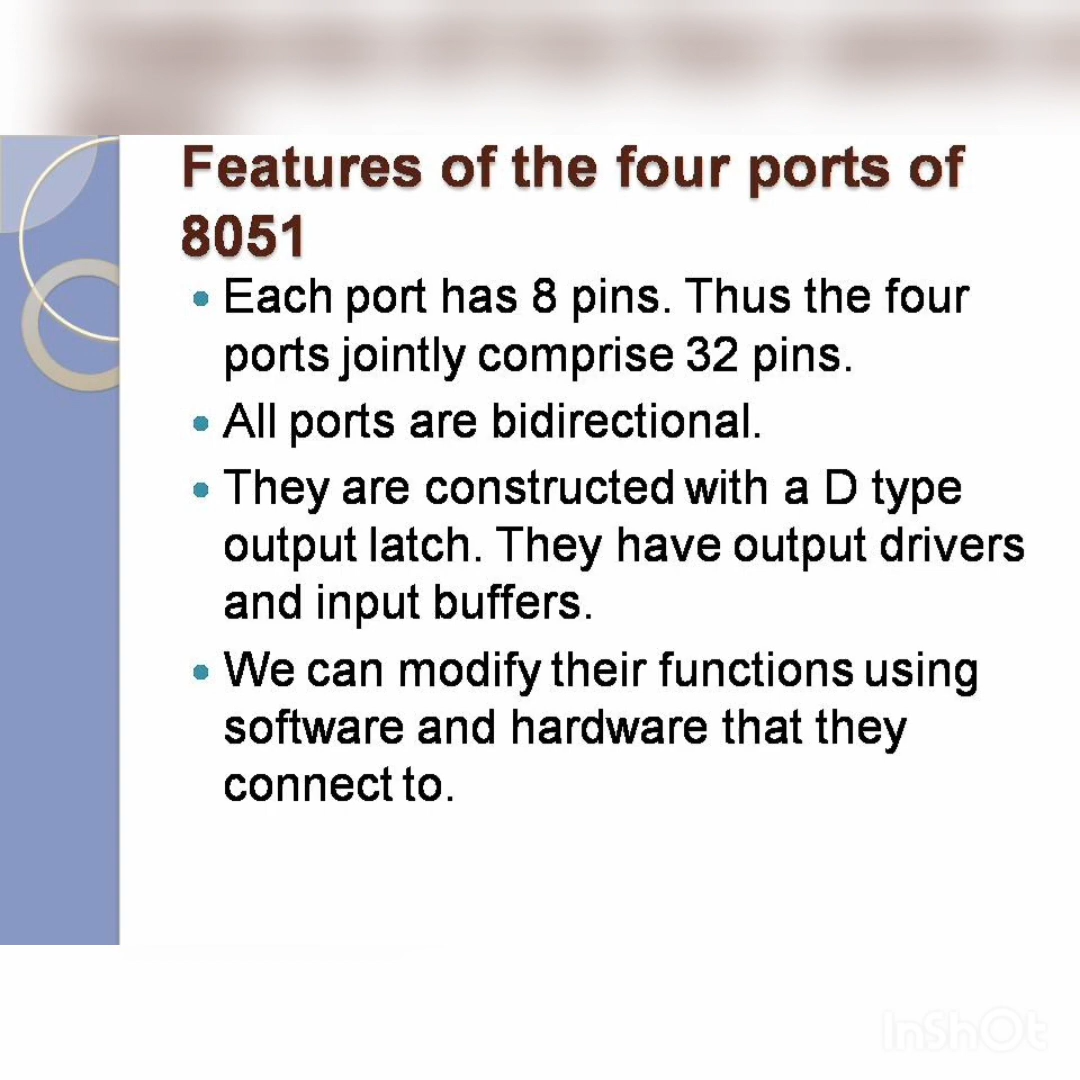 Features of the four ports of
8051
• Each port has 8 pins. Thus the four
ports jointly comprise 32 pins.
• All ports are bidirectional.
• They are constructed with a D type
output latch. They have output drivers
and input buffers.
• We can modify their functions using
software and hardware that they
connect to.
InShOt